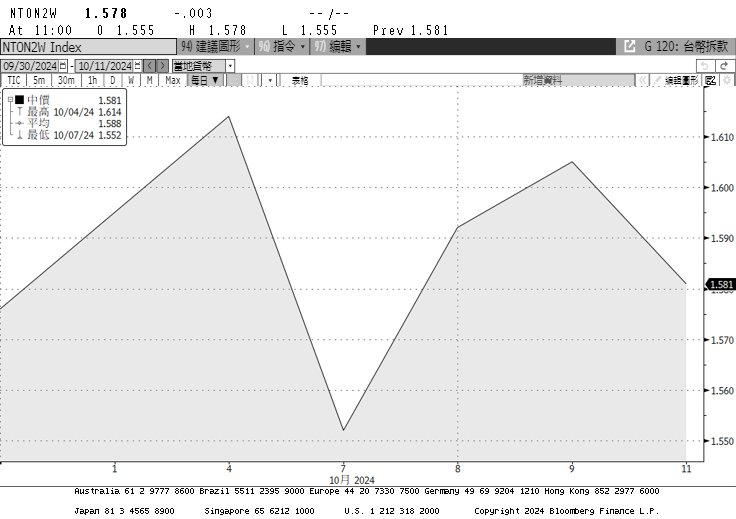 NTON2W 1.578 -.003 --/--
At 11:00 O 1.555 H 1.578 L 1.555 Prev 1.581
NTON2W Index 94) 建議圖形 96) 指令 97) 編輯 G 120: 台幣拆款
09/30/2024 - 10/11/2024 當地貨幣
TIC 5m 30m 1h D W M Max 每日▼ 表格 新增資料 編輯圖形
中價 1.581
最高 10/04/24 1.614
平均 1.588
最低 10/07/24 1.552
1.610
1.600
1.590
1.581
1.580
1.570
1.560
1.550
1 4 7 8 9 11
10月 2024
Australia 61 2 9777 8600 Brazil 5511 2395 9000 Europe 44 20 7330 7500 Germany 49 69 9204 1210 Hong Kong 852 2977 6000
Japan 81 3 4565 8900 Singapore 65 6212 1000 U.S. 1 212 318 2000 Copyright 2024 Bloomberg Finance L.P.